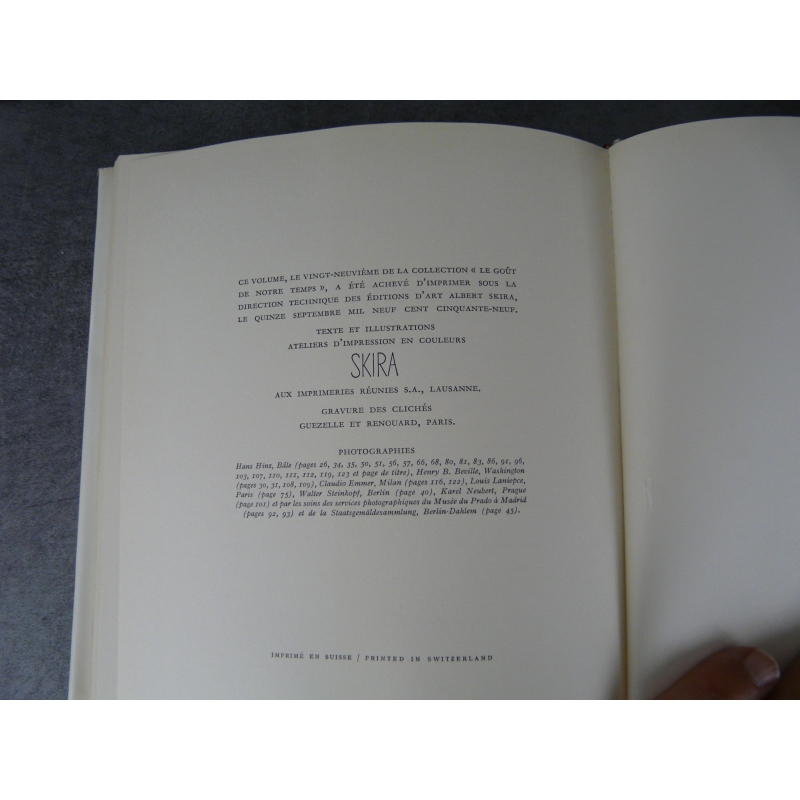 CE VOLUME, LE VINGT-NEUVIÈME DE LA COLLECTION « LE GOÛT
DE NOTRE TEMPS », A ÉTÉ ACHEVÉ D'IMPRIMER SOUS LA
DIRECTION TECHNIQUE DES ÉDITIONS D'ART ALBERT SKIRA,
LE QUINZE SEPTEMBRE MIL NEUF CENT CINQUANTE-NEUF.
TEXTE ET ILLUSTRATIONS
ATELIERS D'IMPRESSION EN COULEURS
SKIRA
AUX IMPRIMERIES RÉUNIES S.A., LAUSANNE.
GRAVURE DES CLICHÉS
GUEZELLE ET RENOUARD, PARIS.
PHOTOGRAPHIES
Hans Hinz, Bâle (pages 26, 34, 35, 50, 51, 56, 57, 66, 68, 80, 82, 83, 86, 91, 96,
103, 107, 110, 111, 112, 119, 123 et page de titre), Henry B. Beville, Washington
(pages 30, 31, 108, 109), Claudio Emmer, Milan (pages 116, 122), Louis Laniepce,
Paris (page 75), Walter Steinkopf, Berlin (page 40), Karel Neubert, Prague
(page 101) et par les soins des services photographiques du Musée du Prado à Madrid
(pages 92, 93) et de la Staatsgemäldesammlung, Berlin-Dahlem (page 45).
IMPRIMÉ EN SUISSE / PRINTED IN SWITZERLAND